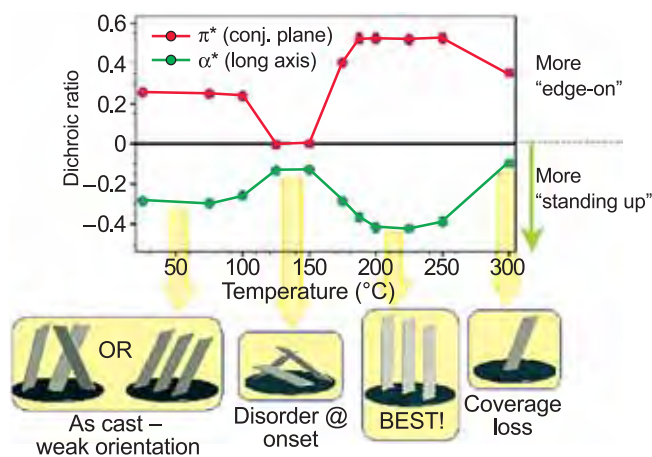 0.6
0.4
0.2
0
−0.2
−0.4
Dichroic ratio
π* (conj. plane)
α* (long axis)
More
“edge-on”
More
“standing up”
50
100
150
200
250
300
Temperature (°C)
OR
As cast –
weak orientation
Disorder @
onset
BEST!
Coverage
loss